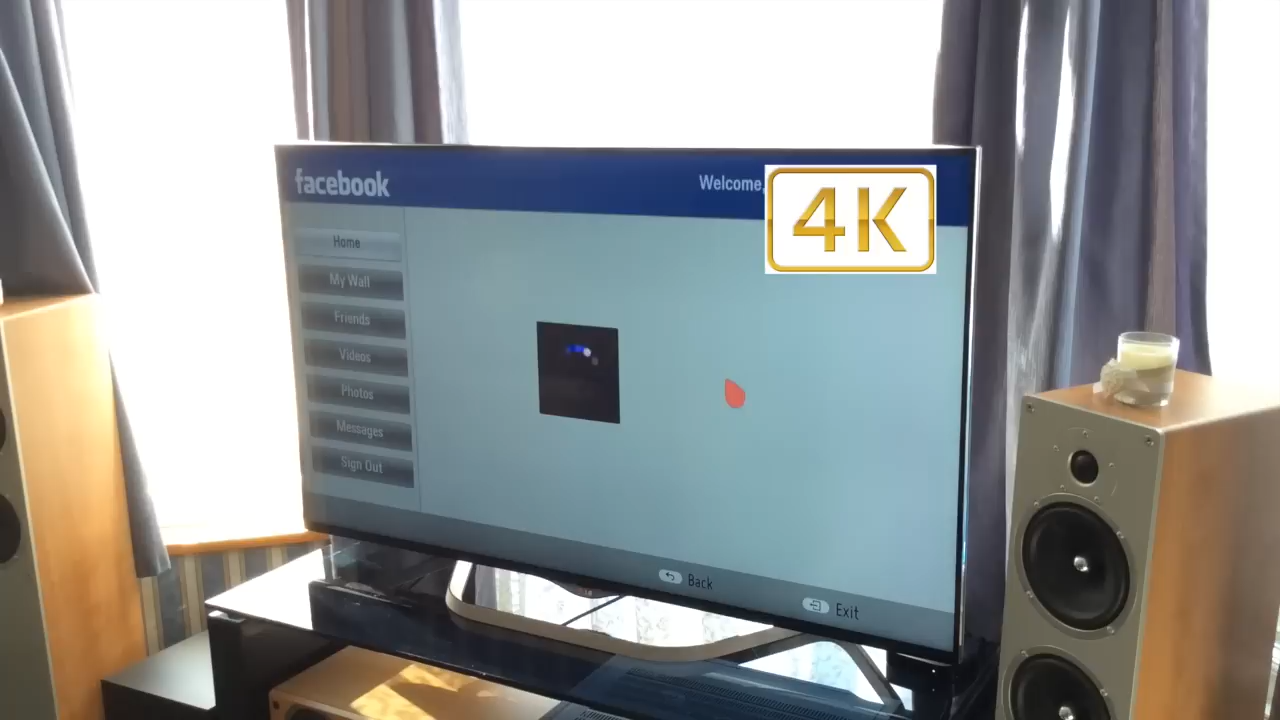 facebook
Welcome,
4K
Home
My Wall
Friends
Videos
Photos
Messages
Sign Out
Back
Exit